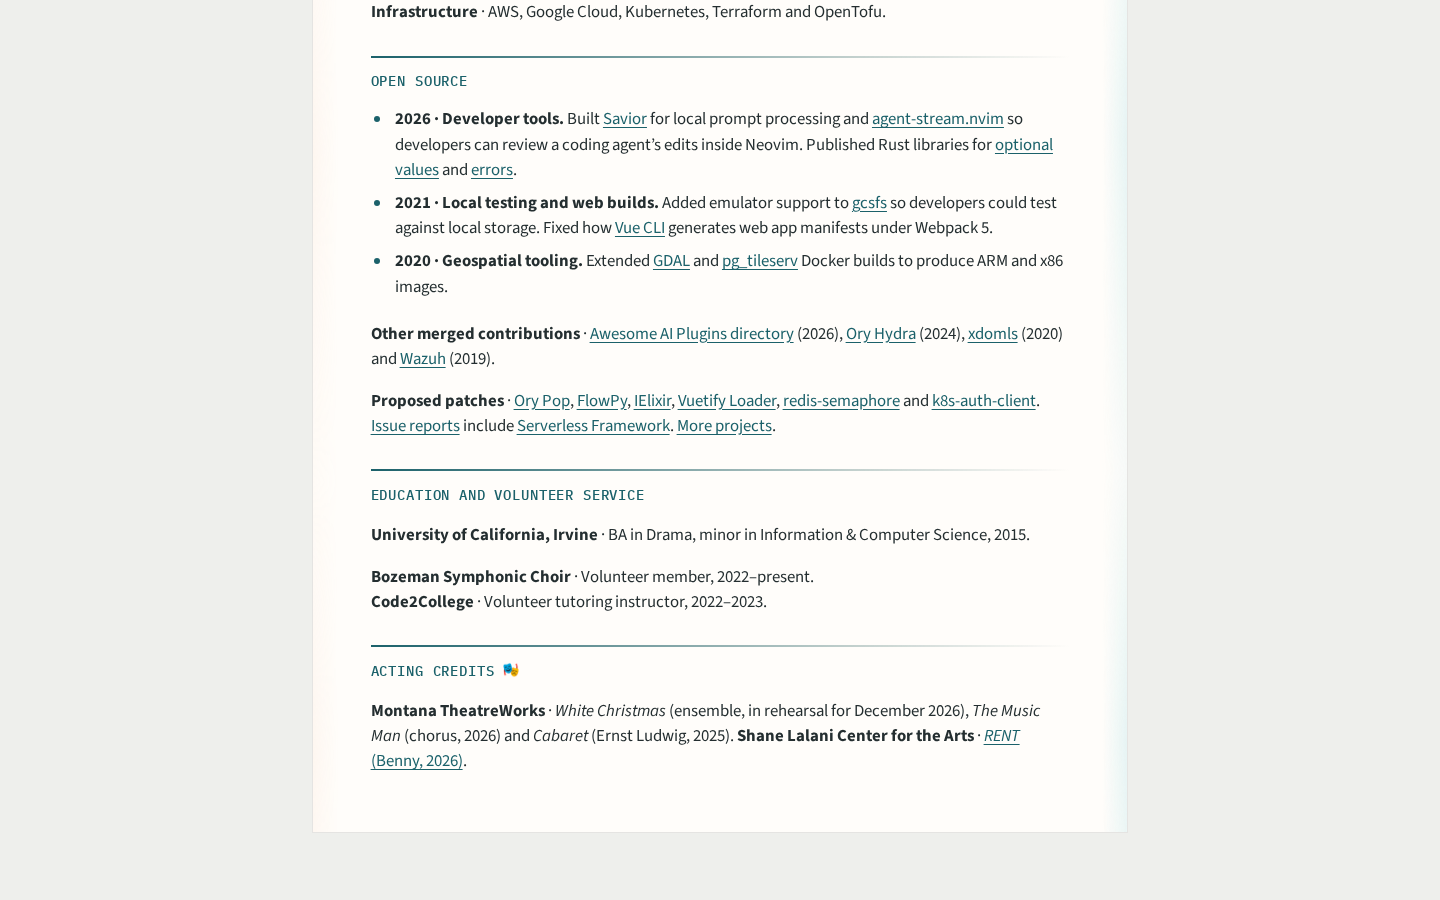 Infrastructure · AWS, Google Cloud, Kubernetes, Terraform and OpenTofu.
OPEN SOURCE
• 2026 · Developer tools. Built Savior for local prompt processing and agent-stream.nvim so
developers can review a coding agent’s edits inside Neovim. Published Rust libraries for optional
values and errors.
• 2021 · Local testing and web builds. Added emulator support to gcsfs so developers could test
against local storage. Fixed how Vue CLI generates web app manifests under Webpack 5.
• 2020 · Geospatial tooling. Extended GDAL and pg_tileserv Docker builds to produce ARM and x86
images.
Other merged contributions · Awesome AI Plugins directory (2026), Ory Hydra (2024), xdomls (2020)
and Wazuh (2019).
Proposed patches · Ory Pop, FlowPy, IElixir, Vuetify Loader, redis-semaphore and k8s-auth-client.
Issue reports include Serverless Framework. More projects.
EDUCATION AND VOLUNTEER SERVICE
University of California, Irvine · BA in Drama, minor in Information & Computer Science, 2015.
Bozeman Symphonic Choir · Volunteer member, 2022–present.
Code2College · Volunteer tutoring instructor, 2022–2023.
ACTING CREDITS 🎭
Montana TheatreWorks · White Christmas (ensemble, in rehearsal for December 2026), The Music
Man (chorus, 2026) and Cabaret (Ernst Ludwig, 2025). Shane Lalani Center for the Arts · RENT
(Benny, 2026).